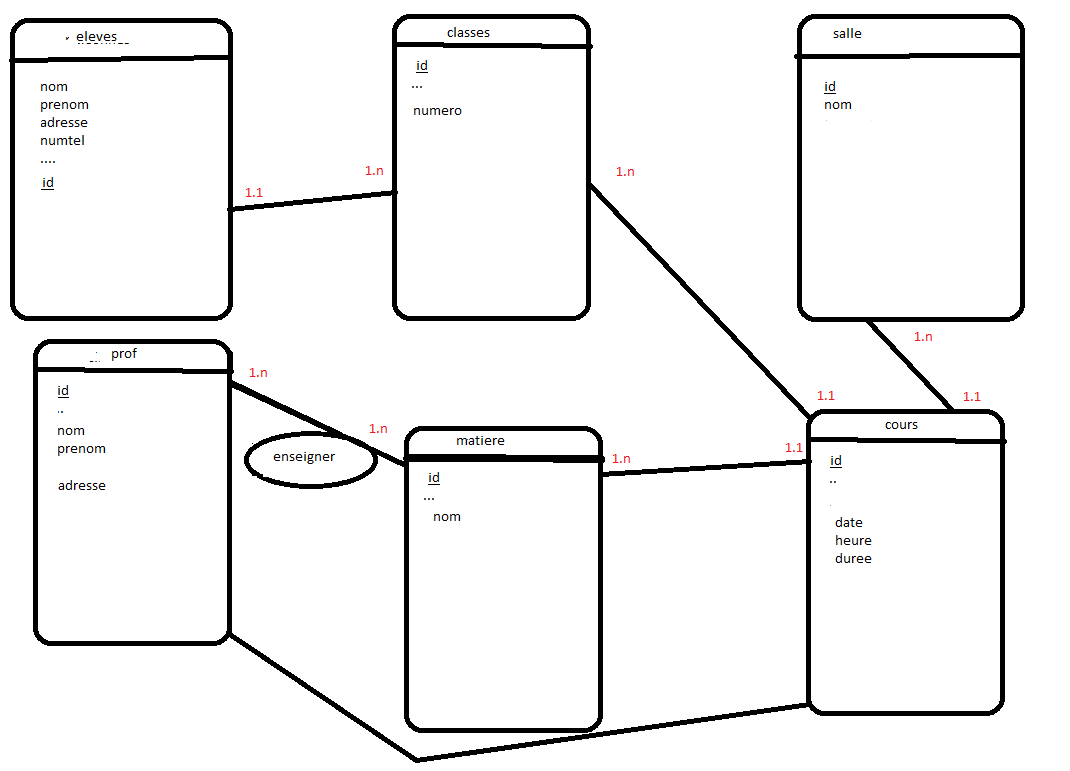 eleves
nom
prenom
adresse
numtel
....
id
1.1
1.n
classes
id
...
numero
1.n
salle
id
nom
1.n
1.1
1.1
prof
id
..
nom
prenom
adresse
1.n
1.n
enseigner
matiere
id
...
nom
1.n
1.1
cours
id
..
date
heure
duree